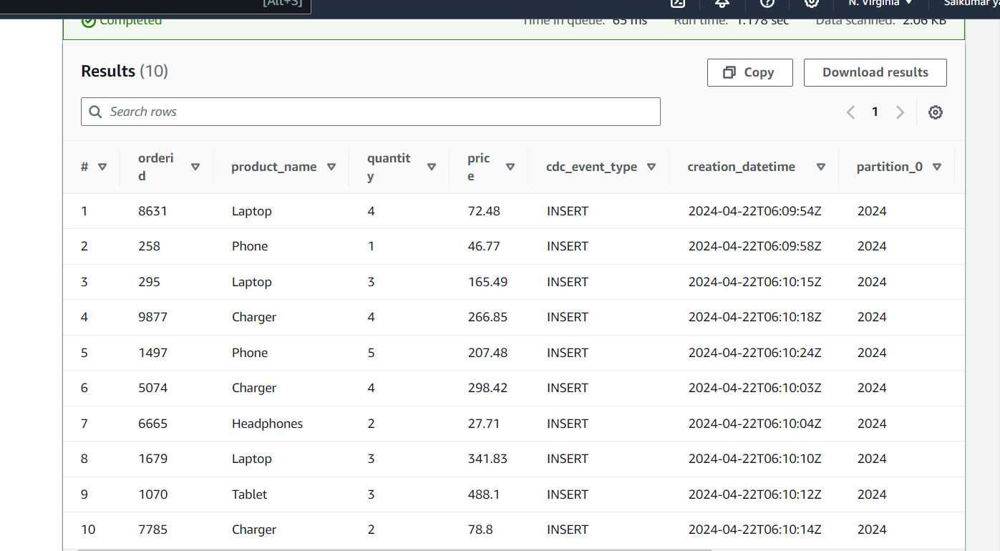 [Alt+S]
N. Virginia
Saikumar ya
Completed
Time in queue: 65 ms
Run time: 1.178 sec
Data scanned: 2.06 KB
Results (10)
Copy
Download results
Search rows
1
#
orderi
d
product_name
quantit
y
pric
e
cdc_event_type
creation_datetime
partition_0
1 8631 Laptop 4 72.48 INSERT 2024-04-22T06:09:54Z 2024
2 258 Phone 1 46.77 INSERT 2024-04-22T06:09:58Z 2024
3 295 Laptop 3 165.49 INSERT 2024-04-22T06:10:15Z 2024
4 9877 Charger 4 266.85 INSERT 2024-04-22T06:10:18Z 2024
5 1497 Phone 5 207.48 INSERT 2024-04-22T06:10:24Z 2024
6 5074 Charger 4 298.42 INSERT 2024-04-22T06:10:03Z 2024
7 6665 Headphones 2 27.71 INSERT 2024-04-22T06:10:04Z 2024
8 1679 Laptop 3 341.83 INSERT 2024-04-22T06:10:10Z 2024
9 1070 Tablet 3 488.1 INSERT 2024-04-22T06:10:12Z 2024
10 7785 Charger 2 78.8 INSERT 2024-04-22T06:10:14Z 2024